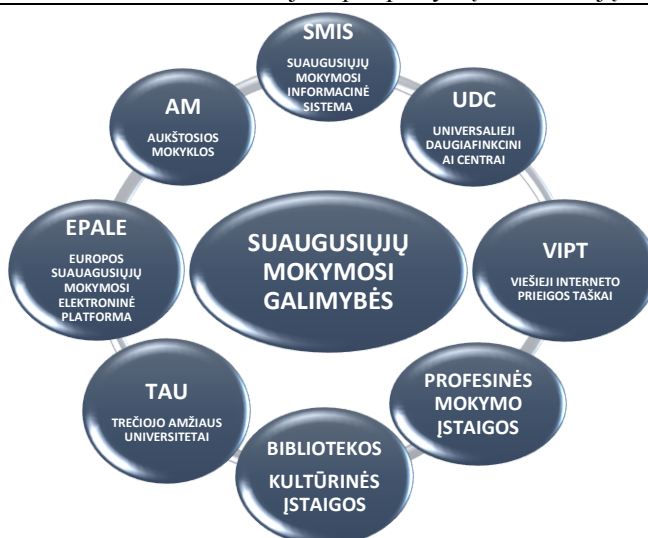 SMIS
SUAUGUSIŲJŲ
MOKYMOSI
INFORMACINĖ
SISTEMA
UDC
UNIVERSALIEJI
DAUGIAFINKCINI
AI CENTRAI
VIPT
VIEŠIEJI INTERNETO
PRIEIGOS TAŠKAI
PROFESINĖS
MOKYMO
ĮSTAIGOS
BIBLIOTEKOS
KULTŪRINĖS
ĮSTAIGOS
TAU
TREČIOJO AMŽIAUS
UNIVERSITETAI
EPALE
EUROPOS
SUAUAGUSIŲJŲ
MOKYMOSI
ELEKTRONINĖ
PLATFORMA
AM
AUKŠTOSIOS
MOKYKLOS
SUAUGUSIŲJŲ
MOKYMOSI
GALIMYBĖS